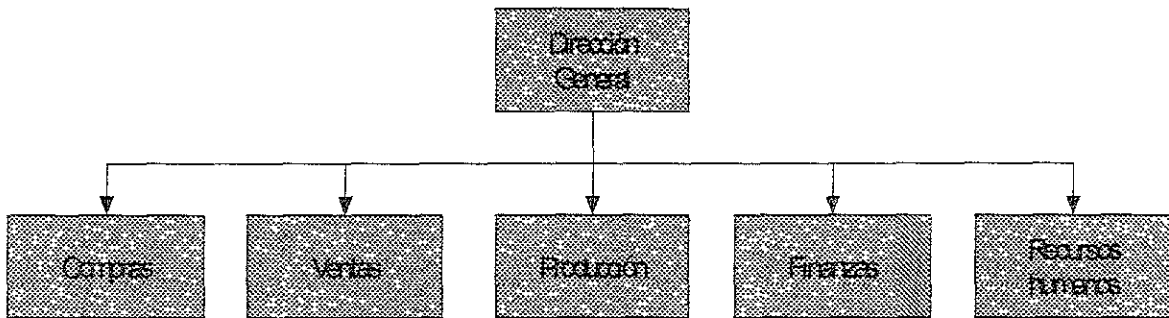 Dirección
General
Compras
Ventas
Producción
Finanzas
Recursos
humanos